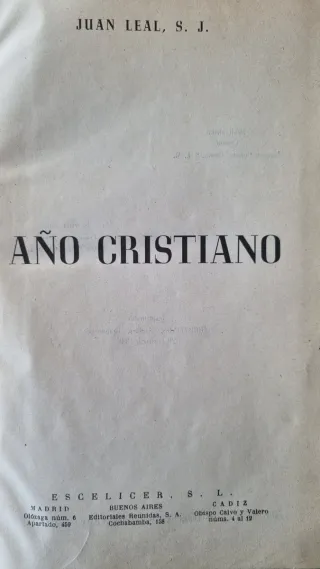 JUAN LEAL, S. J.
AÑO CRISTIANO
ESCELICER, S. L.
MADRID BUENOS AIRES CADIZ
Olózaga núm. 6 Editoriales Reunidas, S. A. Obispo Calvo y Valero
Apartado, 459 Cochabamba, 158 núms. 4 al 12